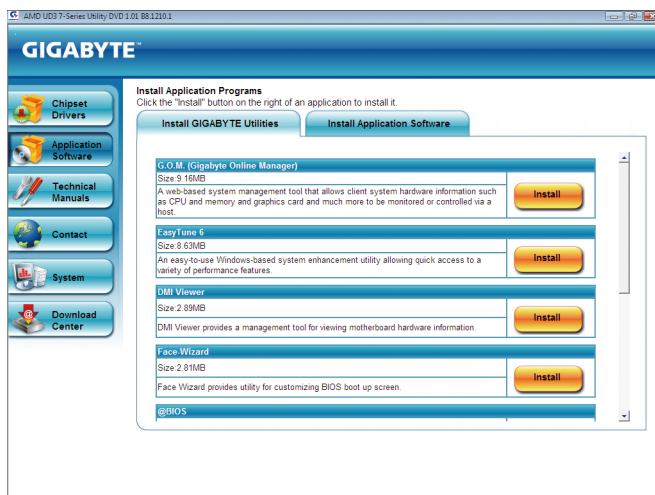 AMD UD3 7-Series Utility DVD 1.01 B8.1210.1
GIGABYTE™
Chipset
Drivers
Application
Software
Technical
Manuals
Contact
System
Download
Center
Install Application Programs
Click the "Install" button on the right of an application to install it.
Install GIGABYTE Utilities
Install Application Software
G.O.M. (Gigabyte Online Manager)
Size:9.16MB
A web-based system management tool that allows client system hardware information such
as CPU and memory and graphics card and much more to be monitored or controlled via a
host.
Install
EasyTune 6
Size:8.63MB
An easy-to-use Windows-based system enhancement utility allowing quick access to a
variety of performance features.
Install
DMI Viewer
Size:2.89MB
DMI Viewer provides a management tool for viewing motherboard hardware information.
Install
Face-Wizard
Size:2.81MB
Face Wizard provides utility for customizing BIOS boot up screen.
Install
@BIOS